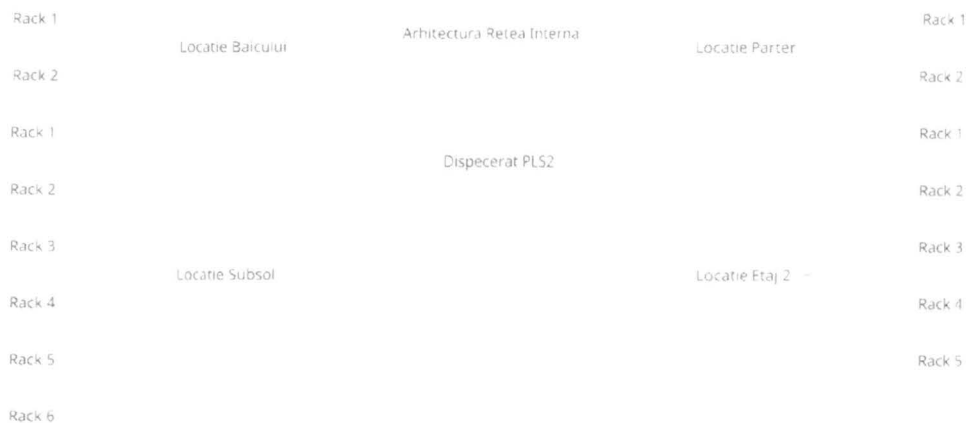 Arhitectura Retea Interna
Locatie Baicului
Rack 1
Rack 2
Locatie Subsol
Rack 1
Rack 2
Rack 3
Rack 4
Rack 5
Rack 6
Dispecerat PLS2
Locatie Parter
Rack 1
Rack 2
Locatie Etaj 2
Rack 1
Rack 2
Rack 3
Rack 4
Rack 5